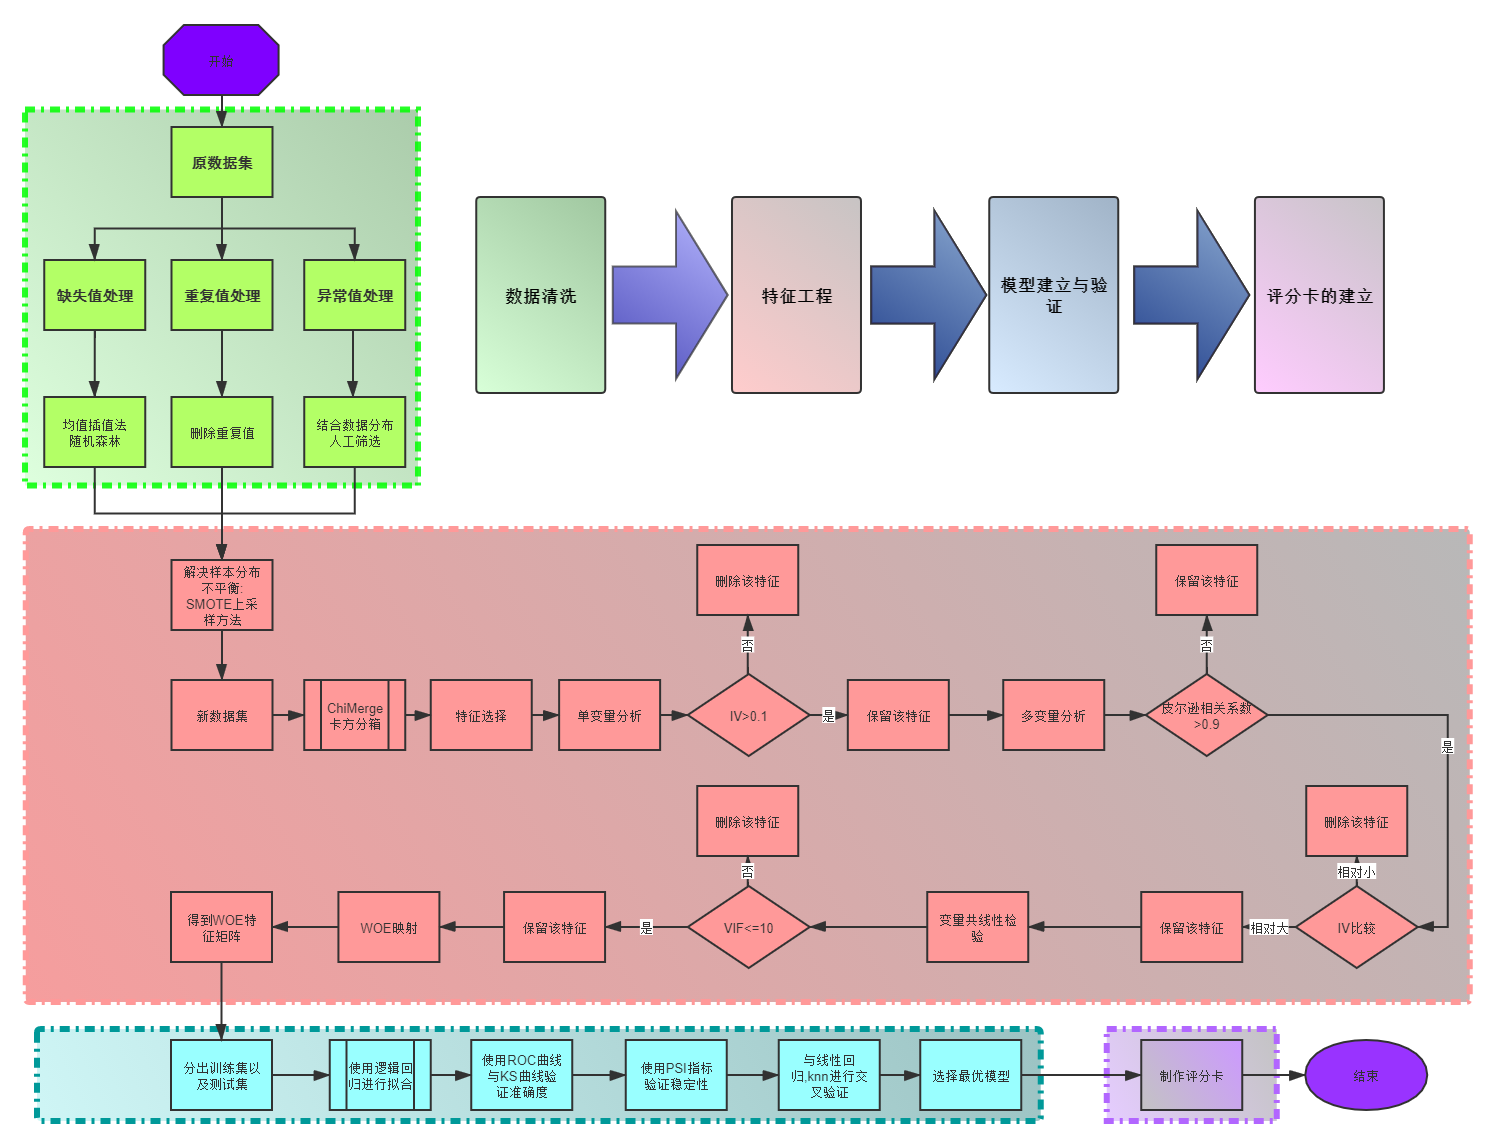 开始
原数据集
缺失值处理
重复值处理
异常值处理
均值插值法
随机森林
删除重复值
结合数据分布
人工筛选
数据清洗
特征工程
模型建立与验
证
评分卡的建立
解决样本分布
不平衡:
SMOTE上采
样方法
新数据集
ChiMerge
卡方分箱
特征选择
单变量分析
IV>0.1
否
删除该特征
是
保留该特征
多变量分析
皮尔逊相关系数
>0.9
否
保留该特征
是
IV比较
相对小
删除该特征
相对大
保留该特征
变量共线性检
验
VIF<=10
否
删除该特征
是
保留该特征
WOE映射
得到WOE特
征矩阵
分出训练集以
及测试集
使用逻辑回
归进行拟合
使用ROC曲线
与KS曲线验
证准确度
使用PSI指标
验证稳定性
与线性回
归,knn进行交
叉验证
选择最优模型
制作评分卡
结束